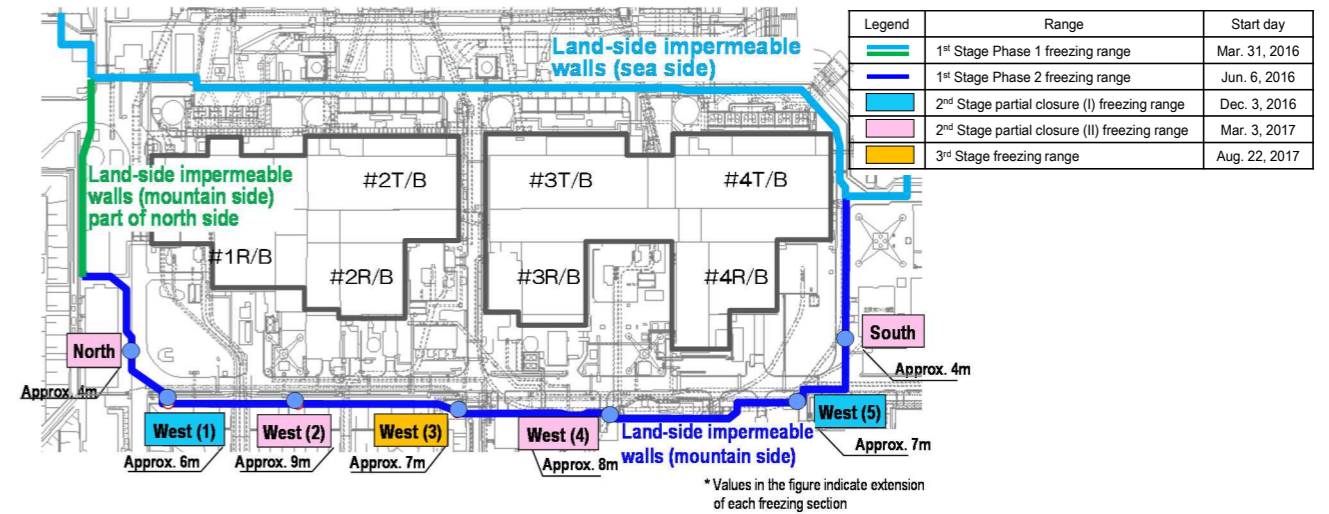 Land-side impermeable
walls (sea side)
Legend Range Start day
1st Stage Phase 1 freezing range Mar. 31, 2016
1st Stage Phase 2 freezing range Jun. 6, 2016
2nd Stage partial closure (I) freezing range Dec. 3, 2016
2nd Stage partial closure (II) freezing range Mar. 3, 2017
3rd Stage freezing range Aug. 22, 2017
Land-side impermeable
walls (mountain side)
part of north side
#2T/B
#3T/B
#4T/B
#1R/B
#2R/B
#3R/B
#4R/B
North
Approx. 4m
South
Approx. 4m
West (1)
Approx. 6m
West (2)
Approx. 9m
West (3)
Approx. 7m
West (4)
Approx. 8m
West (5)
Approx. 7m
Land-side impermeable
walls (mountain side)
* Values in the figure indicate extension
of each freezing section